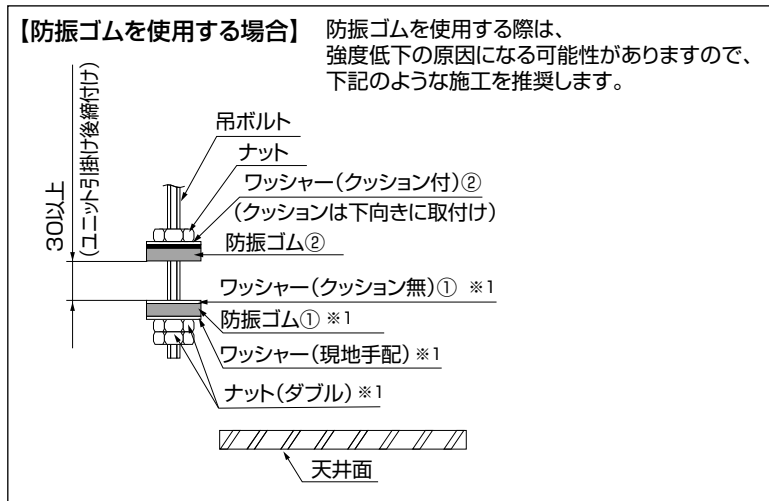 【防振ゴムを使用する場合】
防振ゴムを使用する際は、
強度低下の原因になる可能性がありますので、
下記のような施工を推奨します。
30以上
(ユニット引掛け後締付け)
吊ボルト
ナット
ワッシャー(クッション付)②
(クッションは下向きに取付け)
防振ゴム②
ワッシャー(クッション無)① ※1
防振ゴム① ※1
ワッシャー(現地手配)※1
ナット(ダブル)※1
天井面